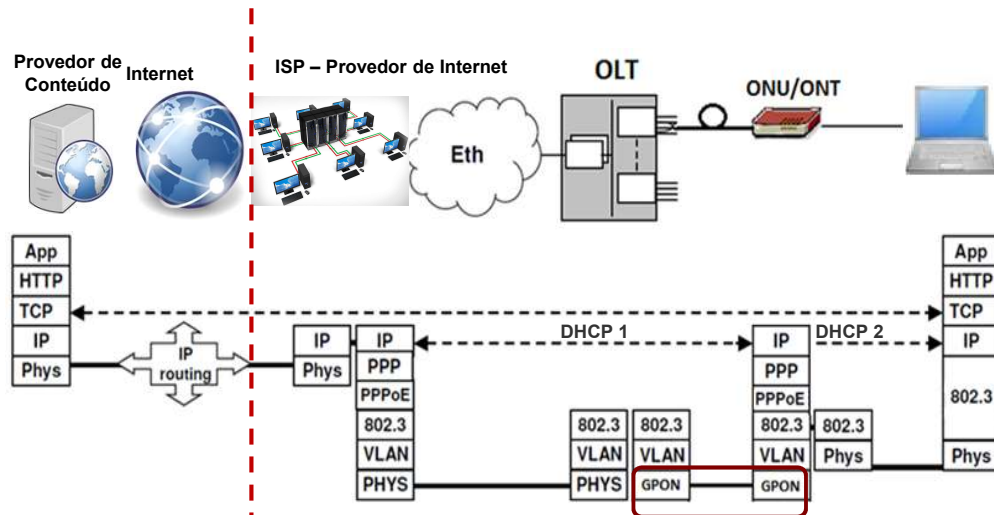 Provedor de
Conteúdo
Internet
ISP – Provedor de Internet
OLT
ONU/ONT
Eth
App
HTTP
TCP
IP
Phys
IP
routing
IP
Phys
IP
PPP
PPPoE
802.3
VLAN
PHYS
DHCP 1
802.3
VLAN
PHYS
802.3
VLAN
GPON
IP
PPP
PPPoE
802.3
VLAN
GPON
802.3
Phys
DHCP 2
App
HTTP
TCP
IP
802.3
Phys